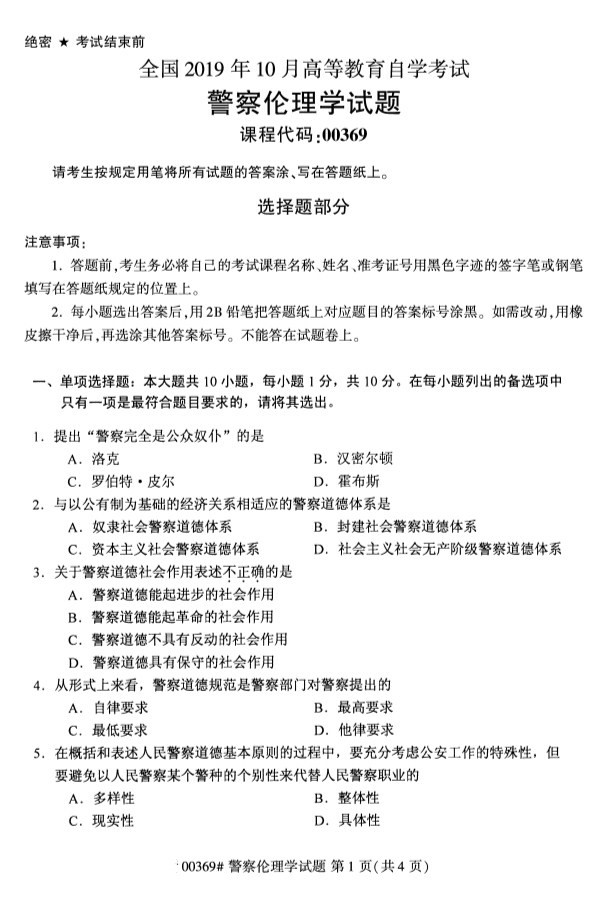 绝密 ★ 考试结束前
全国 2019 年 10 月高等教育自学考试
警察伦理学试题
课程代码:00369
请考生按规定用笔将所有试题的答案涂、写在答题纸上。
选择题部分
注意事项:
1. 答题前,考生务必将自己的考试课程名称、姓名、准考证号用黑色字迹的签字笔或钢笔
填写在答题纸规定的位置上。
2. 每小题选出答案后,用 2B 铅笔把答题纸上对应题目的答案标号涂黑。如需改动,用橡
皮擦干净后,再选涂其他答案标号。不能答在试题卷上。
一、单项选择题：本大题共 10 小题，每小题 1 分，共 10 分。在每小题列出的备选项中
只有一项是最符合题目要求的，请将其选出。
1．提出“警察完全是公众奴仆”的是
A．洛克 B．汉密尔顿
C．罗伯特·皮尔 D．霍布斯
2．与以公有制为基础的经济关系相适应的警察道德体系是
A．奴隶社会警察道德体系 B．封建社会警察道德体系
C．资本主义社会警察道德体系 D．社会主义社会无产阶级警察道德体系
3．关于警察道德社会作用表述不正确的是
A．警察道德能起进步的社会作用
B．警察道德能起革命的社会作用
C．警察道德不具有反动的社会作用
D．警察道德具有保守的社会作用
4．从形式上来看，警察道德规范是警察部门对警察提出的
A．自律要求 B．最高要求
C．最低要求 D．他律要求
5．在概括和表述人民警察道德基本原则的过程中，要充分考虑公安工作的特殊性，但
要避免以人民警察某个警种的个别性来代替人民警察职业的
A．多样性 B．整体性
C．现实性 D．具体性
00369# 警察伦理学试题 第 1 页(共 4 页)